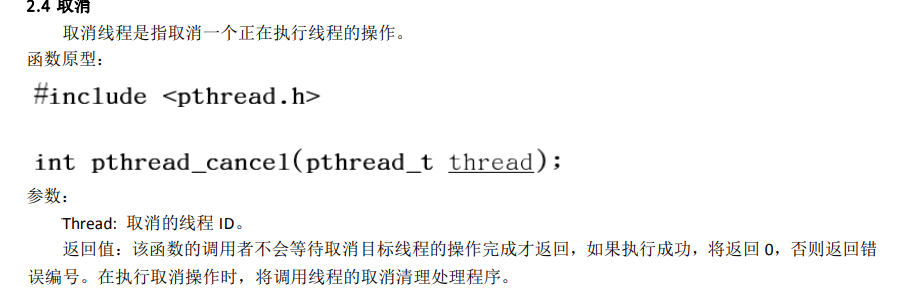 2.4 取消
取消线程是指取消一个正在执行线程的操作。
函数原型：
#include <pthread.h>
int pthread_cancel(pthread_t thread);
参数：
Thread: 取消的线程 ID。
返回值：该函数的调用者不会等待取消目标线程的操作完成才返回，如果执行成功，将返回 0，否则返回错
误编号。在执行取消操作时，将调用线程的取消清理处理程序。